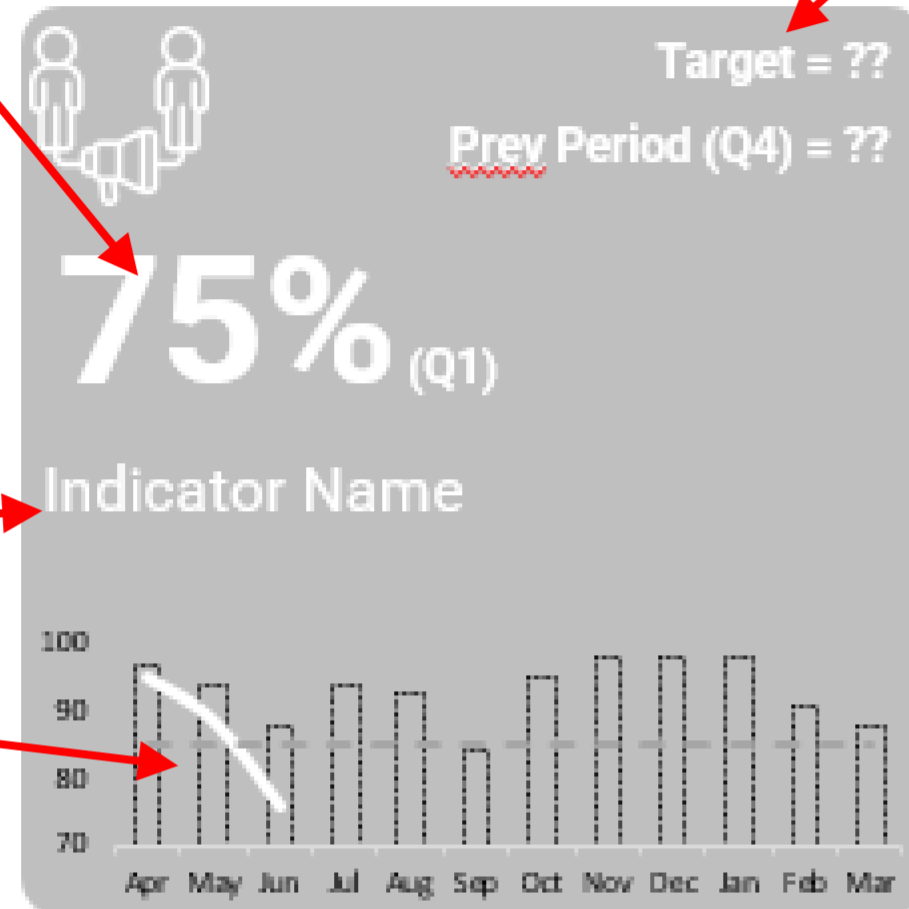 Target = ??
Prev Period (Q4) = ??
75% (Q1)
Indicator Name
100
90
80
70
Apr May Jun Jul Aug Sep Oct Nov Dec Jan Feb Mar